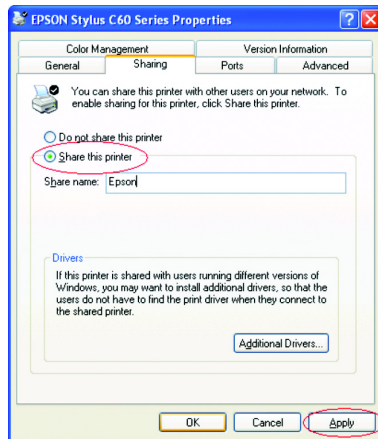 EPSON Stylus C60 Series Properties
Color Management Version Information
General Sharing Ports Advanced
You can share this printer with other users on your network. To
enable sharing for this printer, click Share this printer.
Do not share this printer
Share this printer
Share name: Epson
Drivers
If this printer is shared with users running different versions of
Windows, you may want to install additional drivers, so that the
users do not have to find the print driver when they connect to
the shared printer.
Additional Drivers...
OK Cancel Apply